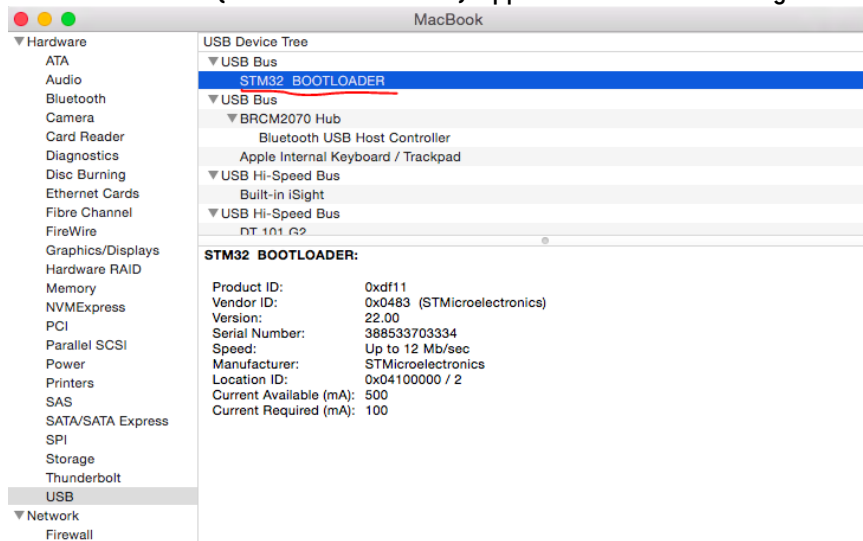 MacBook
Hardware
ATA
Audio
Bluetooth
Camera
Card Reader
Diagnostics
Disc Burning
Ethernet Cards
Fibre Channel
FireWire
Graphics/Displays
Hardware RAID
Memory
NVMExpress
PCI
Parallel SCSI
Power
Printers
SAS
SATA/SATA Express
SPI
Storage
Thunderbolt
USB
Network
Firewall
USB Device Tree
USB Bus
STM32 BOOTLOADER
USB Bus
BRCM2070 Hub
Bluetooth USB Host Controller
Apple Internal Keyboard / Trackpad
USB Hi-Speed Bus
Built-in iSight
USB Hi-Speed Bus
DT 101 G2
STM32 BOOTLOADER:
Product ID: 0xdf11
Vendor ID: 0x0483 (STMicroelectronics)
Version: 22.00
Serial Number: 388533703334
Speed: Up to 12 Mb/sec
Manufacturer: STMicroelectronics
Location ID: 0x04100000 / 2
Current Available (mA): 500
Current Required (mA): 100